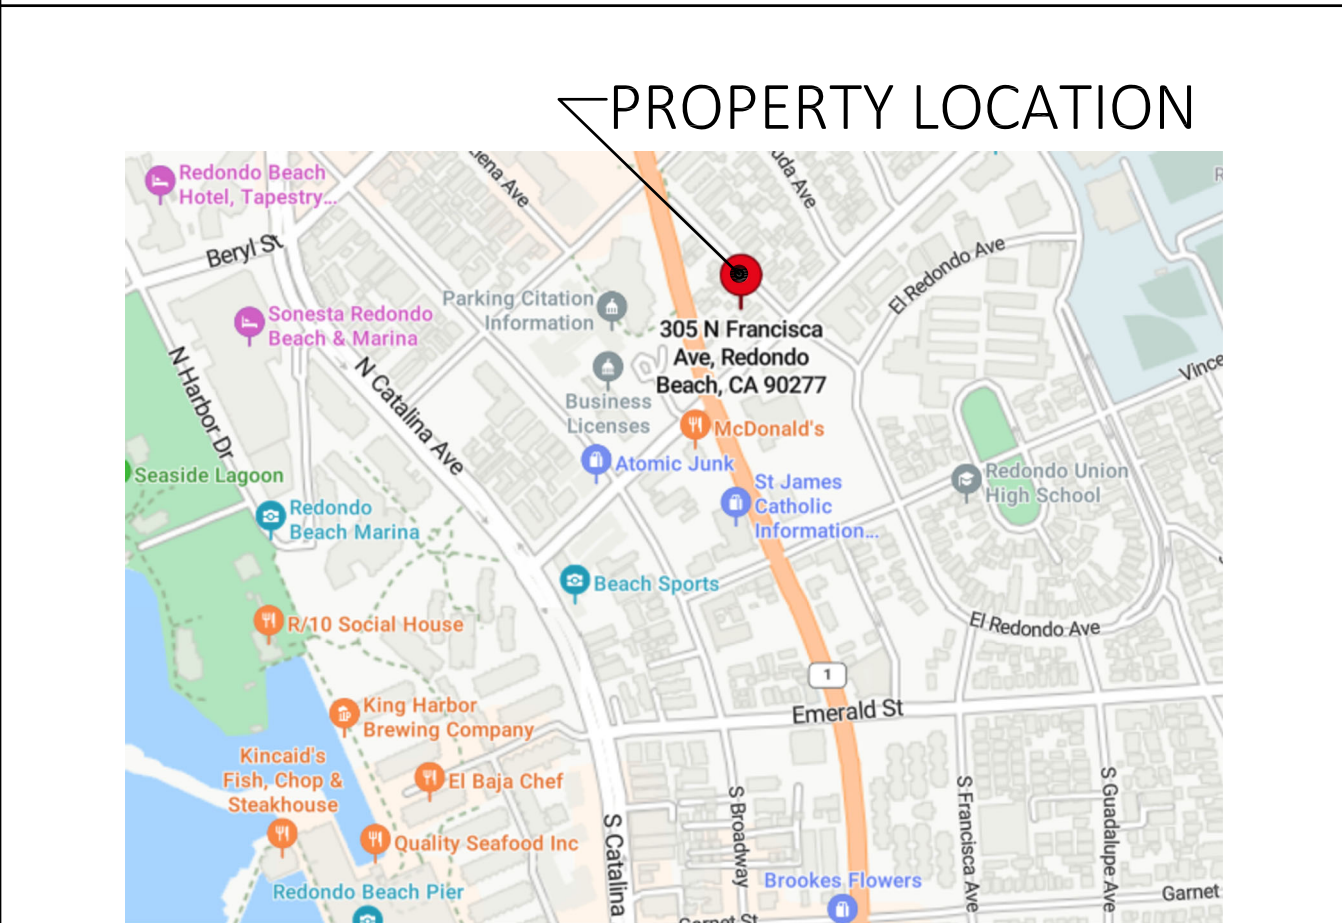 PROPERTY LOCATION
Redondo Beach
Hotel, Tapestry...
Beryl St
Parking Citation
Information
El Redondo Ave
Sonesta Redondo
Beach & Marina
305 N Francisca
Ave, Redondo
Beach, CA 90277
N Harbor Dr
N Catalina Ave
Business
Licenses
McDonald's
Atomic Junk
Seaside Lagoon
St James
Catholic
Information...
Redondo Union
High School
Redondo
Beach Marina
Beach Sports
R/10 Social House
El Redondo Ave
1
King Harbor
Brewing Company
Emerald St
Kincaid's
Fish, Chop &
Steakhouse
El Baja Chef
Quality Seafood Inc
S Catalina
S Broadway
S Francisca Ave
S Guadalupe Ave
Brookes Flowers
Redondo Beach Pier
Garnet